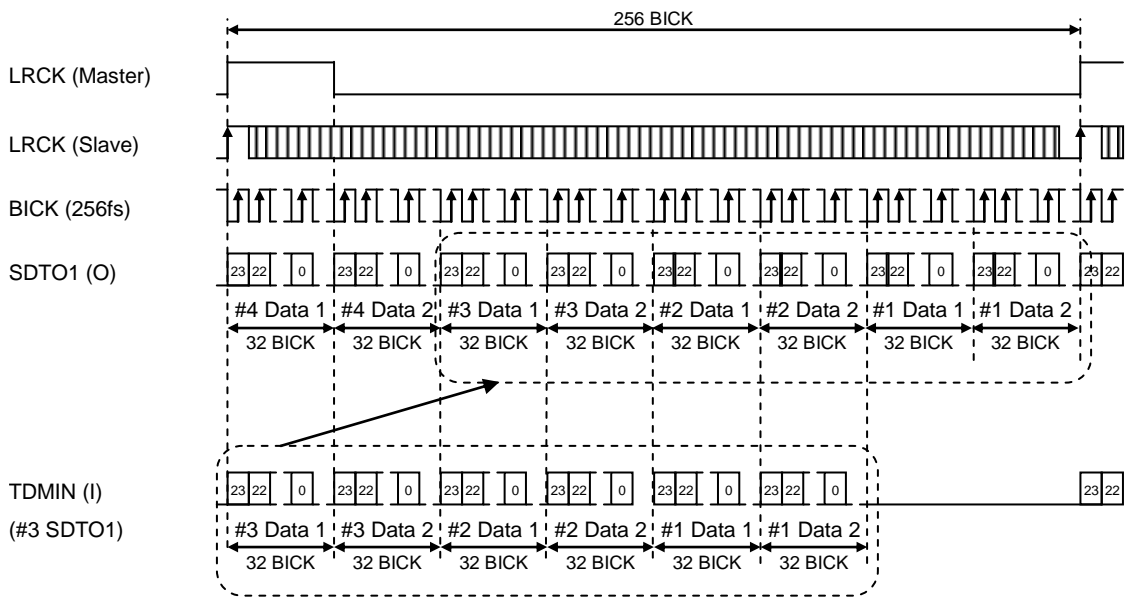 256 BICK
LRCK (Master)
LRCK (Slave)
BICK (256fs)
SDTO1 (O)
23 22 0 23 22 0 23 22 0 23 22 0 23 22 0 23 22 0 23 22 0 23 22 0 23 22
#4 Data 1 #4 Data 2 #3 Data 1 #3 Data 2 #2 Data 1 #2 Data 2 #1 Data 1 #1 Data 2
32 BICK 32 BICK 32 BICK 32 BICK 32 BICK 32 BICK 32 BICK 32 BICK
TDMIN (I)
23 22 0 23 22 0 23 22 0 23 22 0 23 22 0 23 22 0 23 22
(#3 SDTO1)
#3 Data 1 #3 Data 2 #2 Data 1 #2 Data 2 #1 Data 1 #1 Data 2
32 BICK 32 BICK 32 BICK 32 BICK 32 BICK 32 BICK